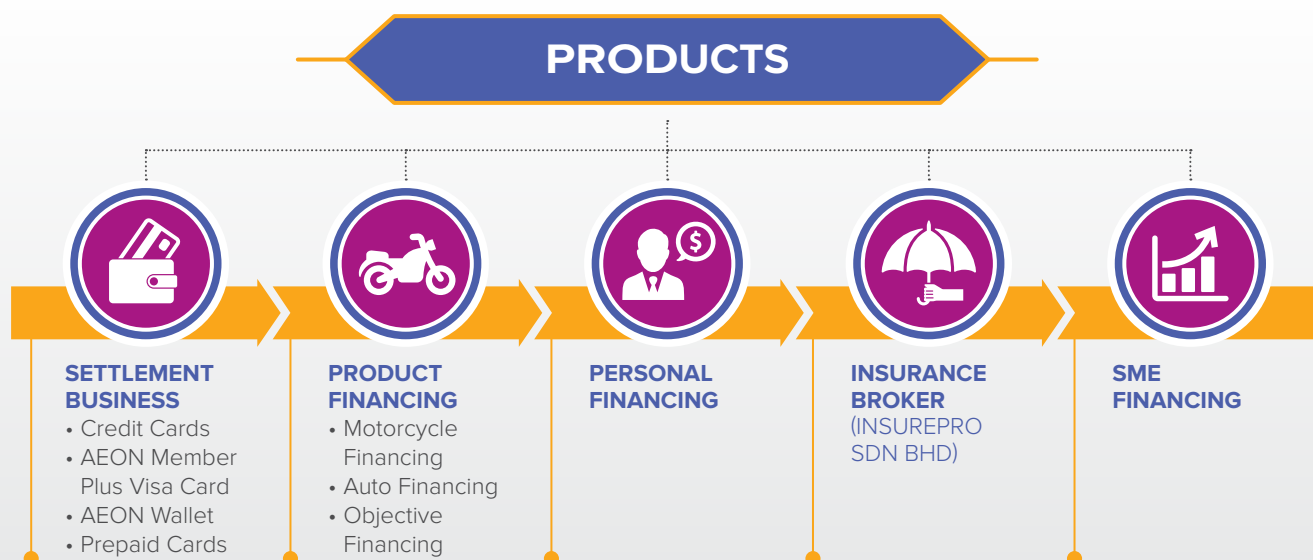 PRODUCTS
$
SETTLEMENT
BUSINESS
• Credit Cards
• AEON Member
Plus Visa Card
• AEON Wallet
• Prepaid Cards
PRODUCT
FINANCING
• Motorcycle
Financing
• Auto Financing
• Objective
Financing
PERSONAL
FINANCING
INSURANCE
BROKER
(INSUREPRO
SDN BHD)
SME
FINANCING